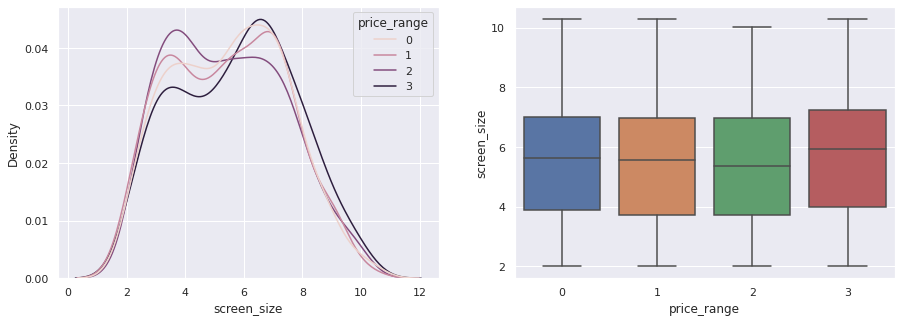 Density
0.04
0.03
0.02
0.01
0.00
0 2 4 6 8 10 12
screen_size
price_range
0
1
2
3
screen_size
10
8
6
4
2
0 1 2 3
price_range